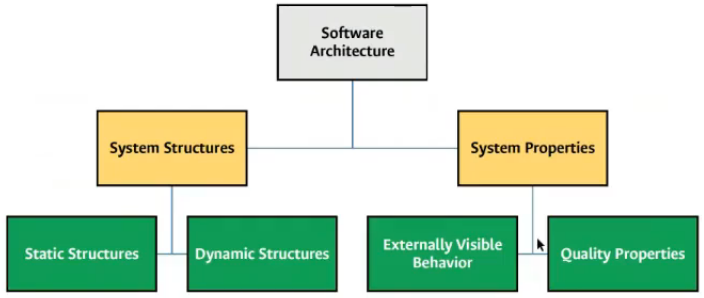 Software
Architecture
System Structures
System Properties
Static Structures
Dynamic Structures
Externally Visible
Behavior
Quality Properties